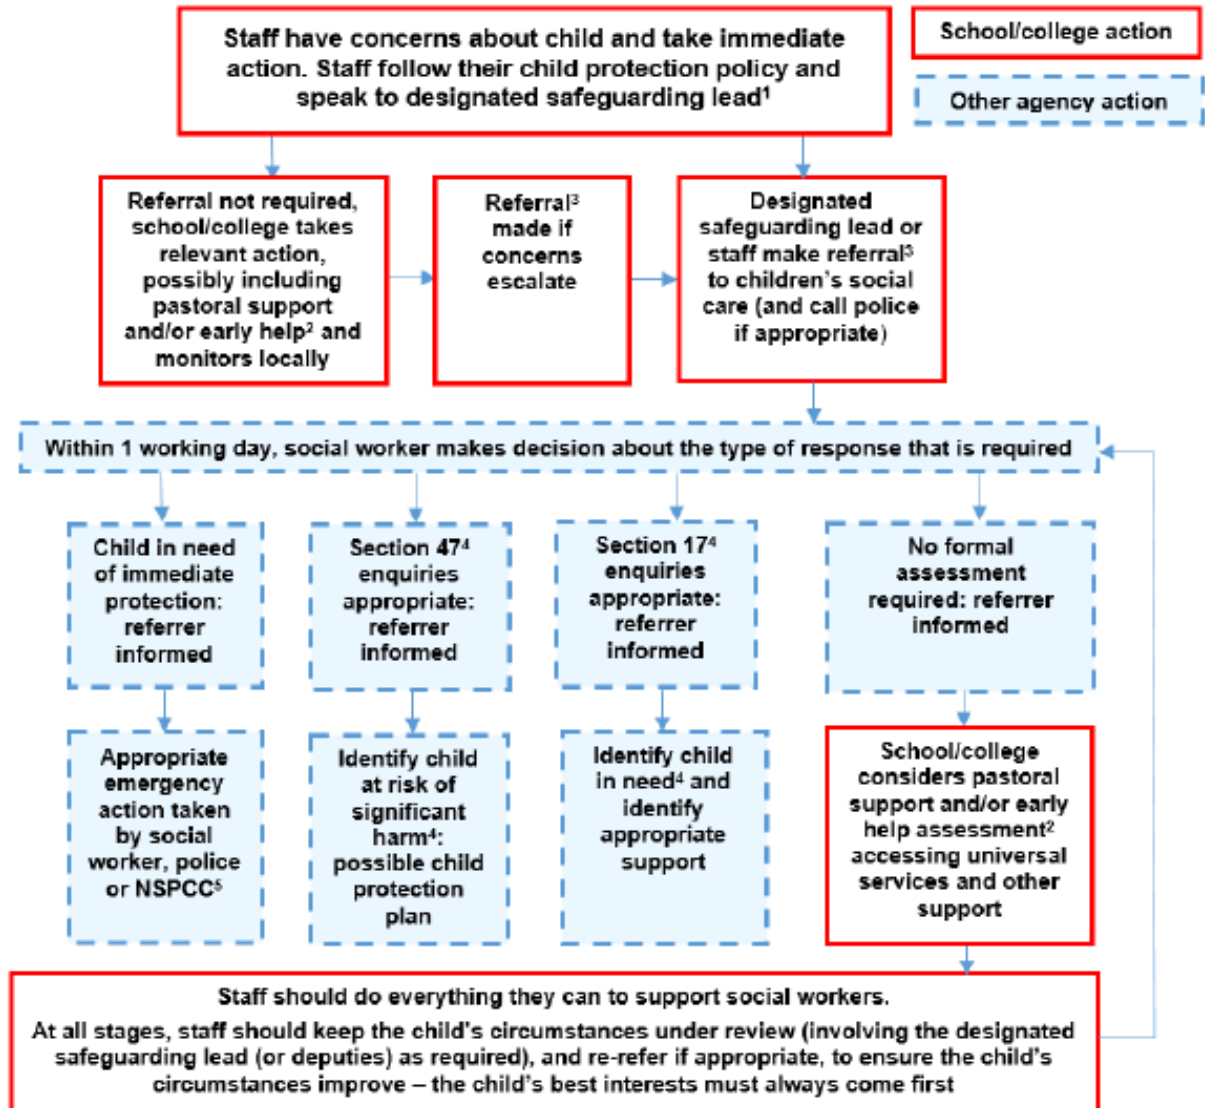 Staff have concerns about child and take immediate
action. Staff follow their child protection policy and
speak to designated safeguarding lead¹
School/college action
Other agency action
Referral not required,
school/college takes
relevant action,
possibly including
pastoral support
and/or early help² and
monitors locally
Referral³
made if
concerns
escalate
Designated
safeguarding lead or
staff make referral³
to children's social
care (and call police
if appropriate)
Within 1 working day, social worker makes decision about the type of response that is required
Child in need
of immediate
protection:
referrer
informed
Section 47⁴
enquiries
appropriate:
referrer
informed
Section 17⁴
enquiries
appropriate:
referrer
informed
No formal
assessment
required: referrer
informed
Appropriate
emergency
action taken
by social
worker, police
or NSPCC⁵
Identify child
at risk of
significant
harm⁴:
possible child
protection
plan
Identify child
in need⁴ and
identify
appropriate
support
School/college
considers pastoral
support and/or early
help assessment²
accessing universal
services and other
support
Staff should do everything they can to support social workers.
At all stages, staff should keep the child's circumstances under review (involving the designated
safeguarding lead (or deputies) as required), and re-refer if appropriate, to ensure the child's
circumstances improve – the child's best interests must always come first